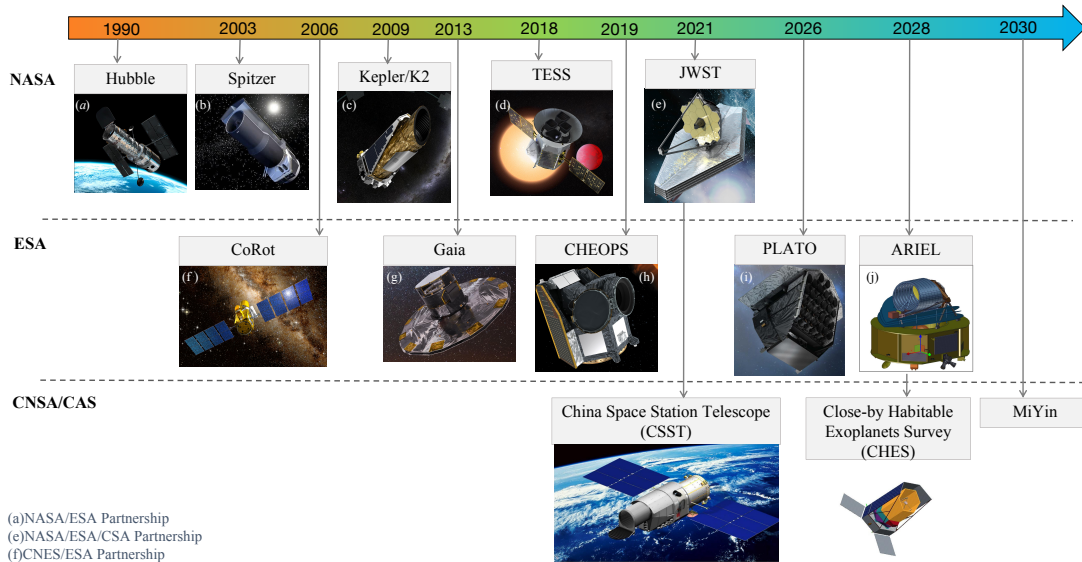 1990 2003 2006 2009 2013 2018 2019 2021 2026 2028 2030
NASA
Hubble
Spitzer
Kepler/K2
TESS
JWST
(a)
(b)
(c)
(d)
(e)
ESA
CoRot
Gaia
CHEOPS
PLATO
ARIEL
(f)
(g)
(h)
(i)
(j)
CNSA/CAS
China Space Station Telescope
(CSST)
Close-by Habitable
Exoplanets Survey
(CHES)
MiYin
(a)NASA/ESA Partnership
(e)NASA/ESA/CSA Partnership
(f)CNES/ESA Partnership